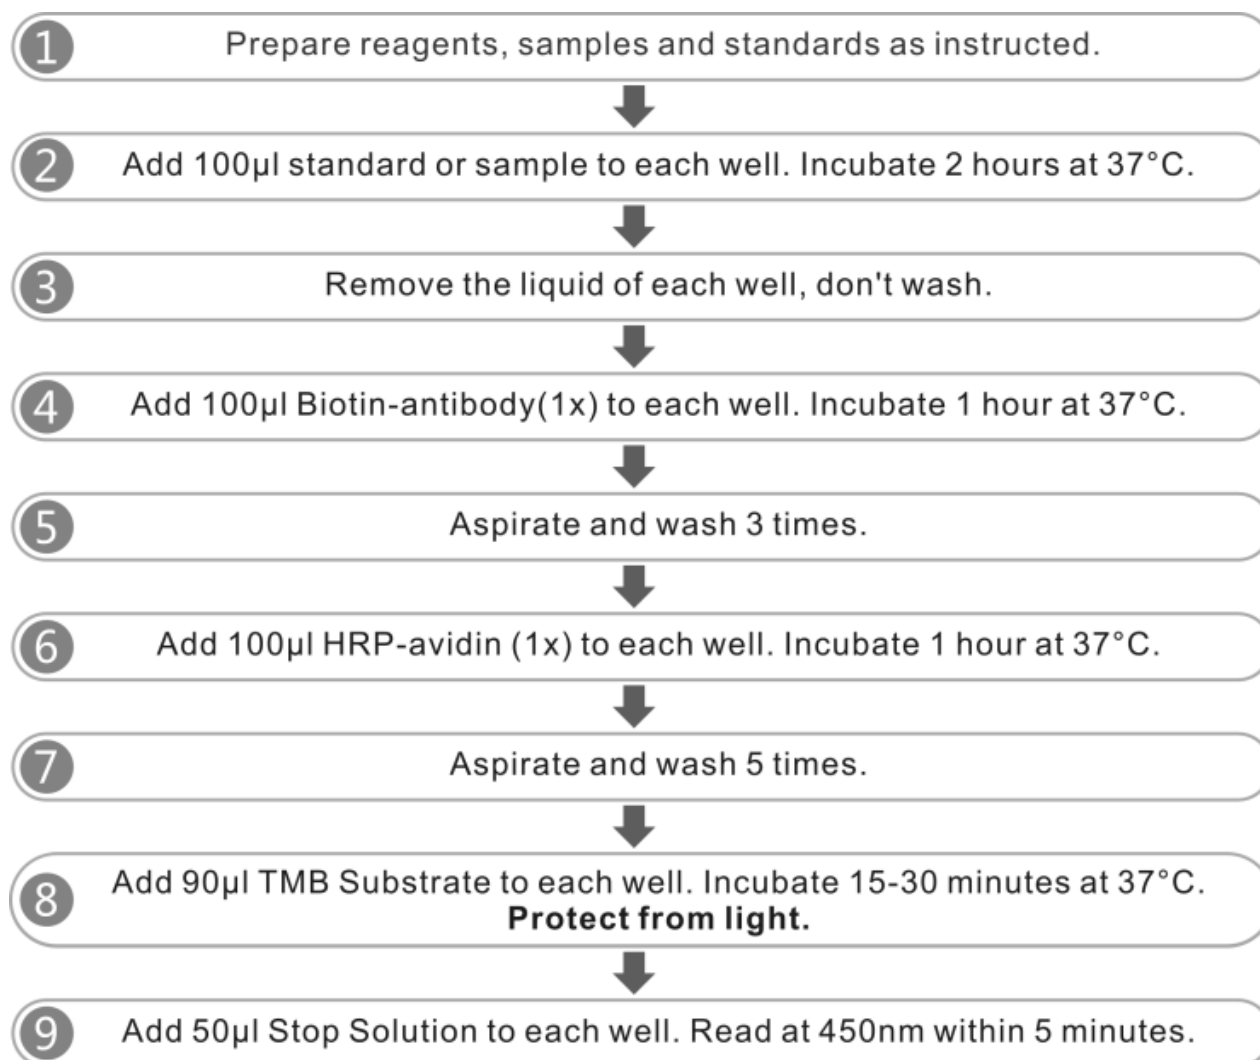 1 Prepare reagents, samples and standards as instructed.
2 Add 100µl standard or sample to each well. Incubate 2 hours at 37°C.
3 Remove the liquid of each well, don't wash.
4 Add 100µl Biotin-antibody(1x) to each well. Incubate 1 hour at 37°C.
5 Aspirate and wash 3 times.
6 Add 100µl HRP-avidin (1x) to each well. Incubate 1 hour at 37°C.
7 Aspirate and wash 5 times.
8 Add 90µl TMB Substrate to each well. Incubate 15-30 minutes at 37°C.
Protect from light.
9 Add 50µl Stop Solution to each well. Read at 450nm within 5 minutes.